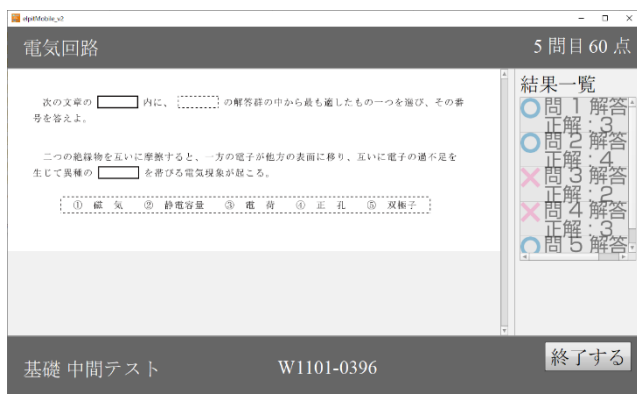 elpitMobile_v2
電気回路
5 問目 60 点
次の文章の 内に、 の解答群の中から最も適したもの一つを選び、その番
号を答えよ。
二つの絶縁物を互いに摩擦すると、一方の電子が他方の表面に移り、互いに電子の過不足を
生じて異種の を帯びる電気現象が起こる。
① 磁 気 ② 静電容量 ③ 電 荷 ④ 正 孔 ⑤ 双極子
結果一覧
問 1 解答
正解 : 3
問 2 解答
正解 : 4
問 3 解答
正解 : 2
問 4 解答
正解 : 3
問 5 解答
基礎 中間テスト
W1101-0396
終了する